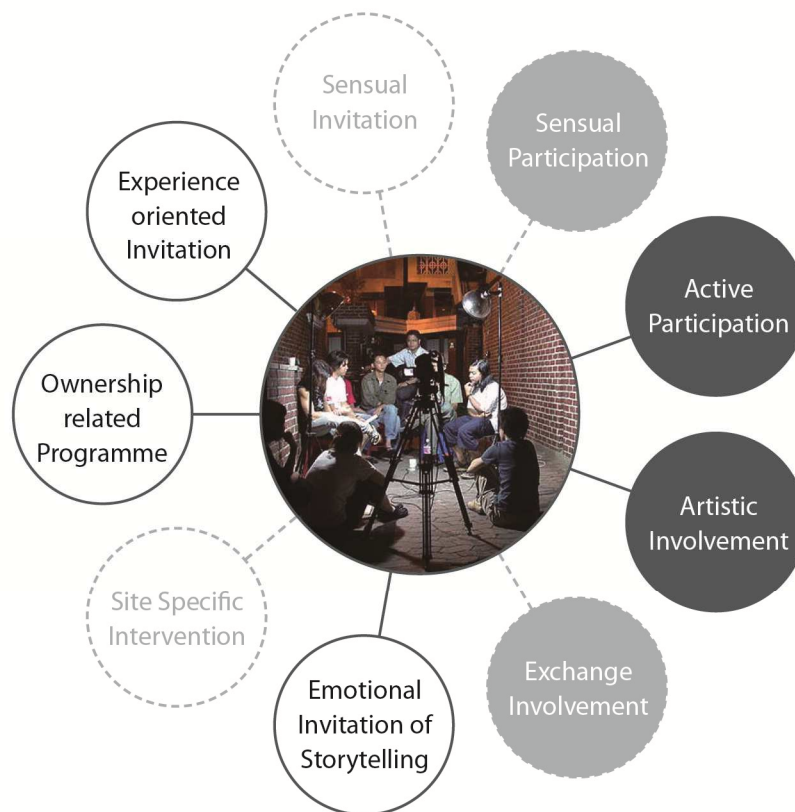 Sensual
Invitation
Sensual
Participation
Experience
oriented
Invitation
Active
Participation
Ownership
related
Programme
Artistic
Involvement
Site Specific
Intervention
Exchange
Involvement
Emotional
Invitation of
Storytelling